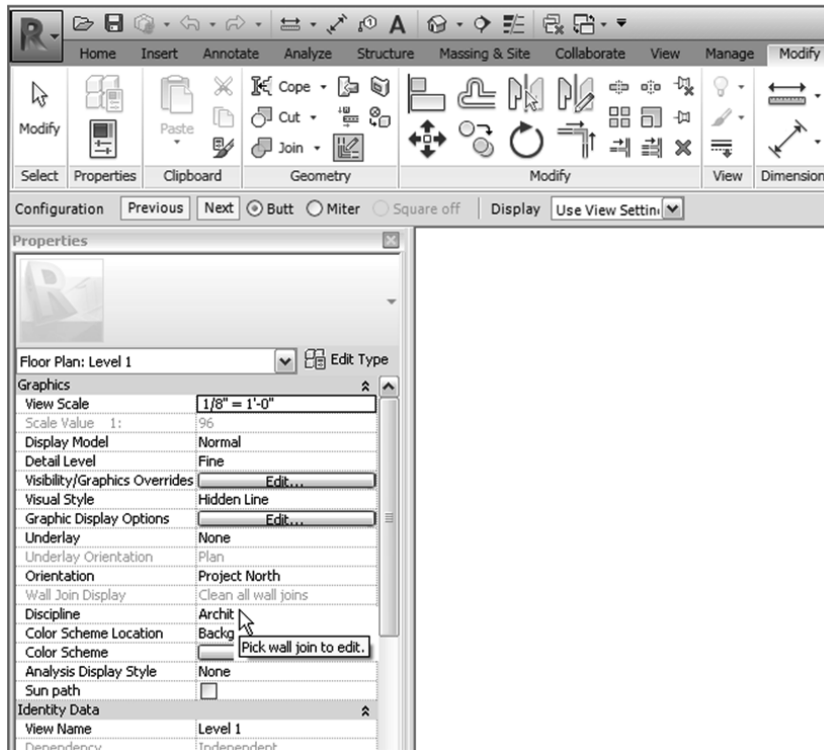 Home Insert Annotate Analyze Structure Massing & Site Collaborate View Manage Modify
Cope
Cut
Join
Modify
Paste
Select Properties Clipboard Geometry Modify View Dimension
Configuration Previous Next Butt Miter Square off Display Use View Settin
Properties
Floor Plan: Level 1 Edit Type
Graphics
View Scale 1/8" = 1'-0"
Scale Value 1: 96
Display Model Normal
Detail Level Fine
Visibility/Graphics Overrides Edit...
Visual Style Hidden Line
Graphic Display Options Edit...
Underlay None
Underlay Orientation Plan
Orientation Project North
Wall Join Display Clean all wall joins
Discipline Archit
Color Scheme Location Backg
Pick wall join to edit.
Color Scheme
Analysis Display Style None
Sun path
Identity Data
View Name Level 1
Dependency Independent